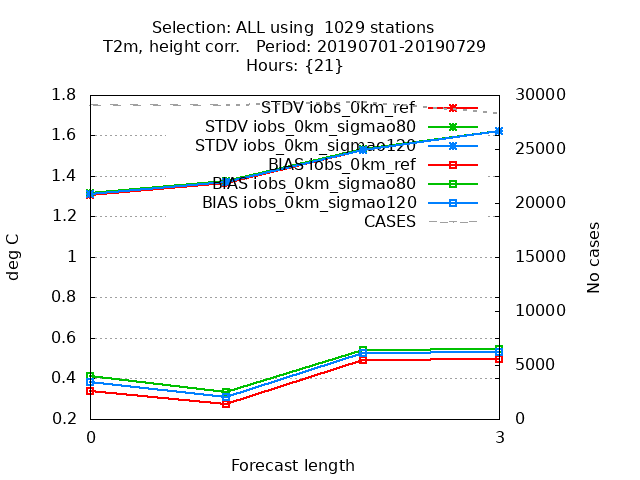 Selection: ALL using  1029 stations
T2m, height corr.   Period: 20190701-20190729
Hours: {21}
1.8
1.6
1.4
1.2
1
0.8
0.6
0.4
0.2
deg C
STDV iobs_0km_ref
STDV iobs_0km_sigmao80
STDV iobs_0km_sigmao120
BIAS iobs_0km_ref
BIAS iobs_0km_sigmao80
BIAS iobs_0km_sigmao120
CASES
30000
25000
20000
15000
10000
5000
0
No cases
0 3
Forecast length